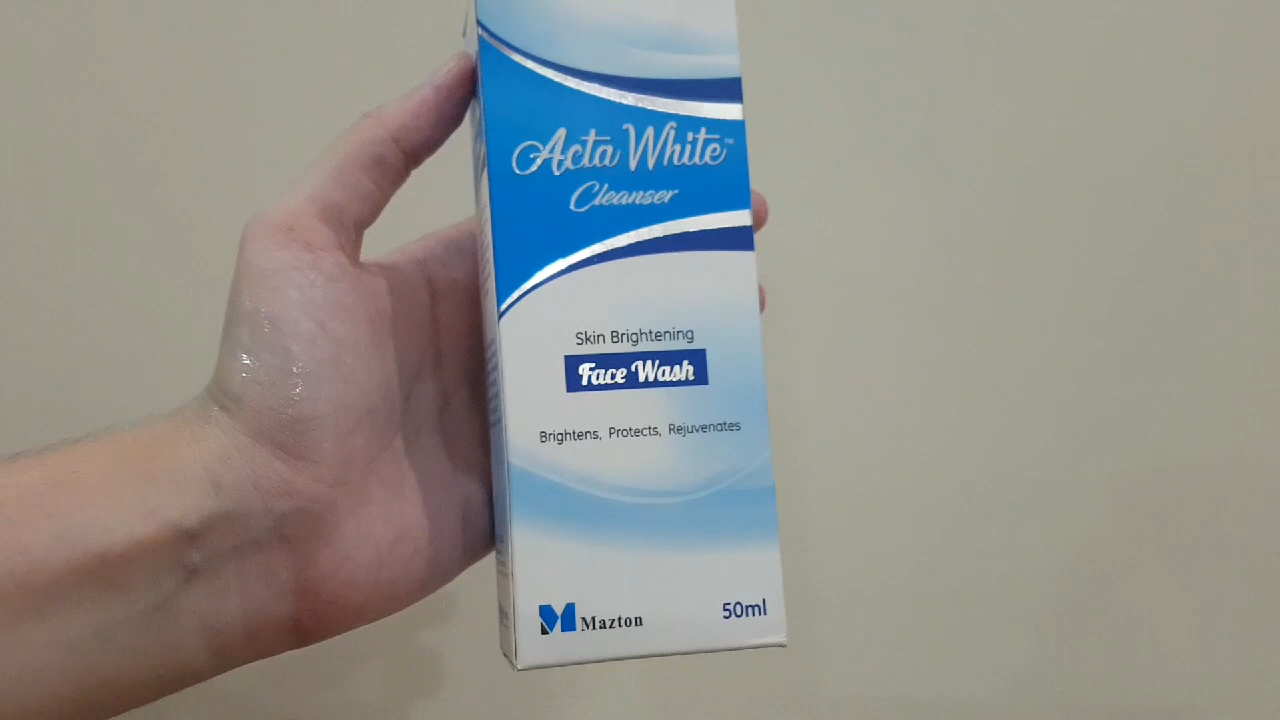 Acta White™
Cleanser
Skin Brightening
Face Wash
Brightens, Protects, Rejuvenates
Mazton
50ml